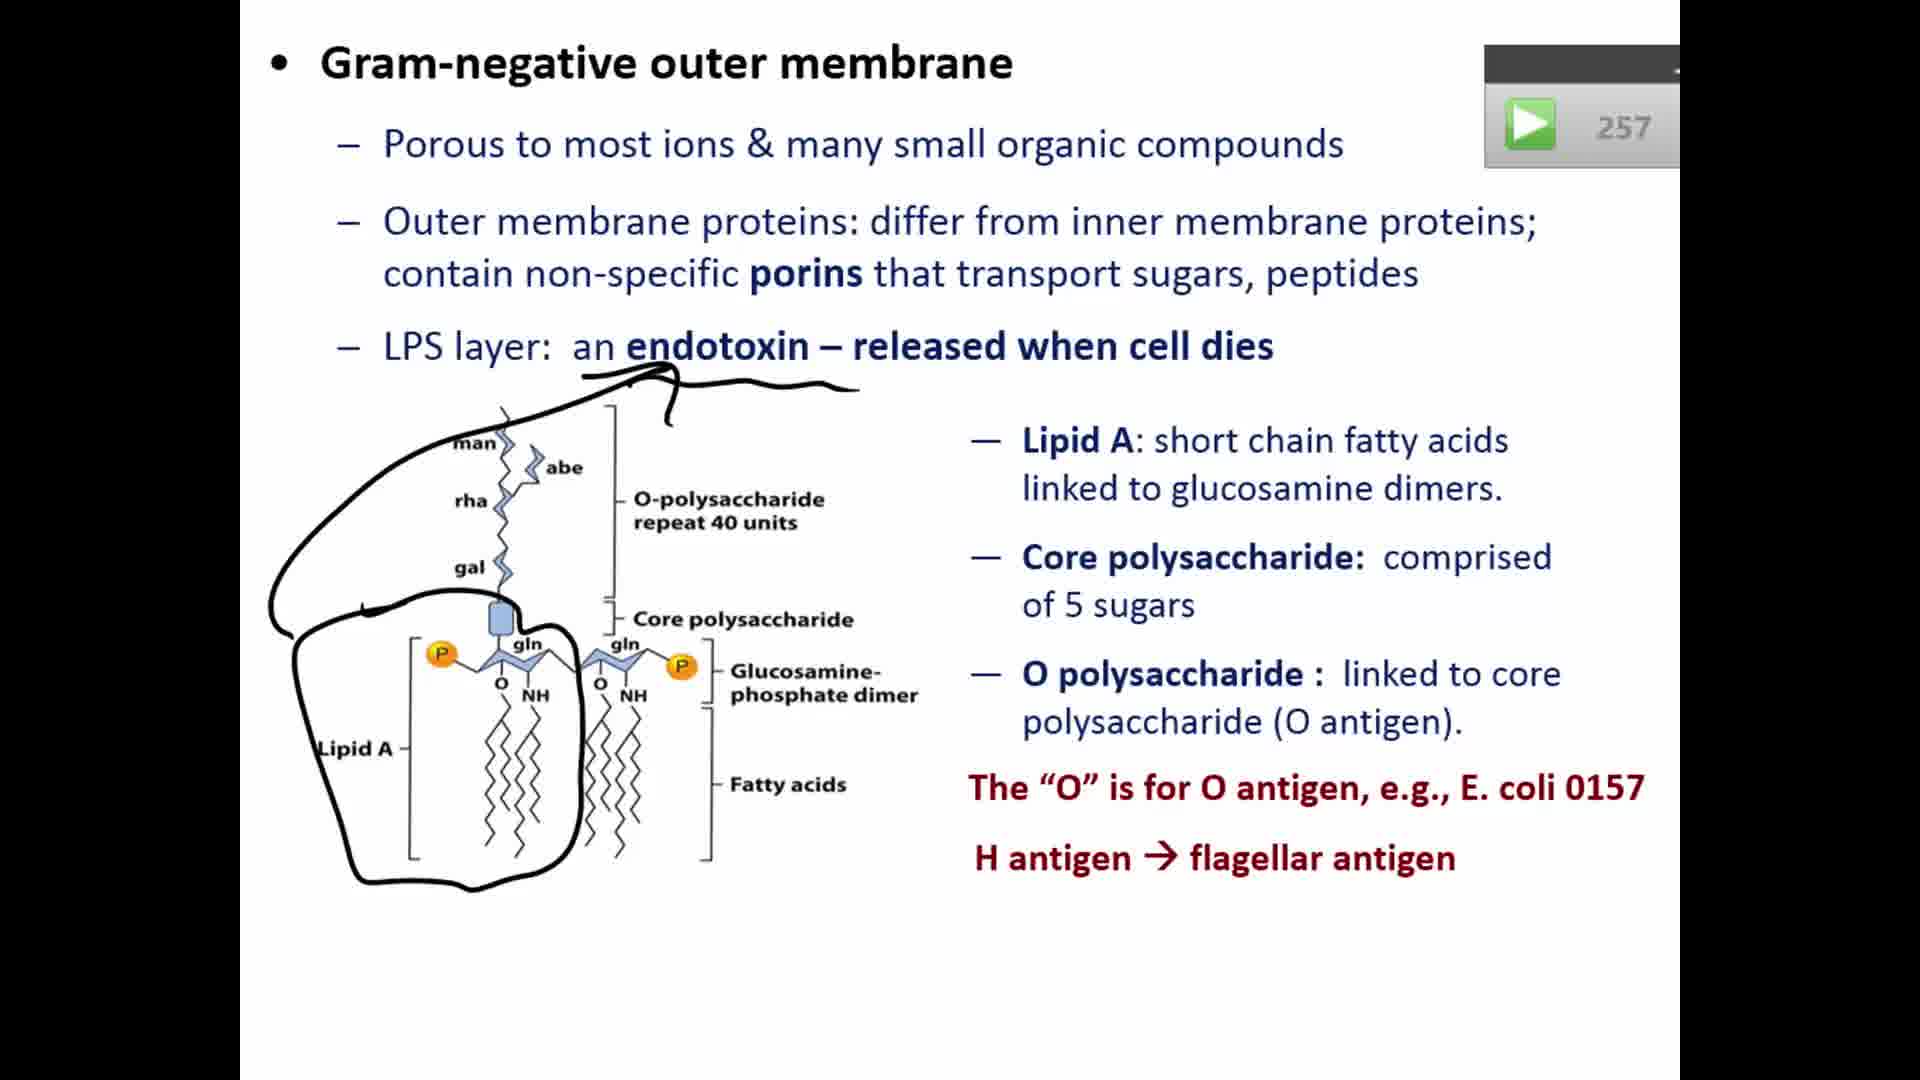 • Gram-negative outer membrane
257
– Porous to most ions & many small organic compounds
– Outer membrane proteins: differ from inner membrane proteins;
contain non-specific porins that transport sugars, peptides
– LPS layer: an endotoxin – released when cell dies
man
abe
rha
O-polysaccharide
repeat 40 units
gal
Core polysaccharide
P
gln
gln
P
O
NH
O
NH
Glucosamine-
phosphate dimer
Lipid A
Fatty acids
— Lipid A: short chain fatty acids
linked to glucosamine dimers.
— Core polysaccharide: comprised
of 5 sugars
— O polysaccharide : linked to core
polysaccharide (O antigen).
The “O” is for O antigen, e.g., E. coli 0157
H antigen → flagellar antigen